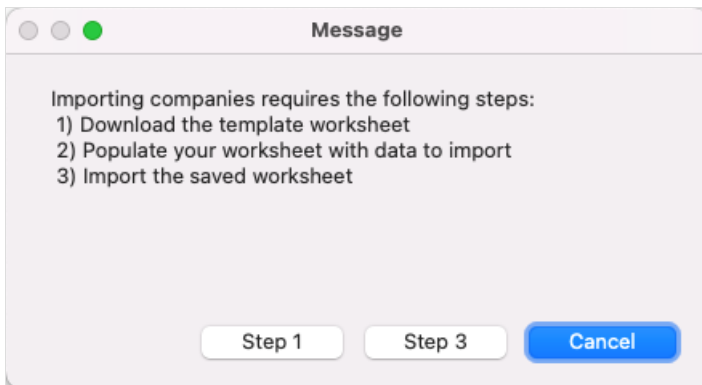 Message
Importing companies requires the following steps:
1) Download the template worksheet
2) Populate your worksheet with data to import
3) Import the saved worksheet
Step 1
Step 3
Cancel